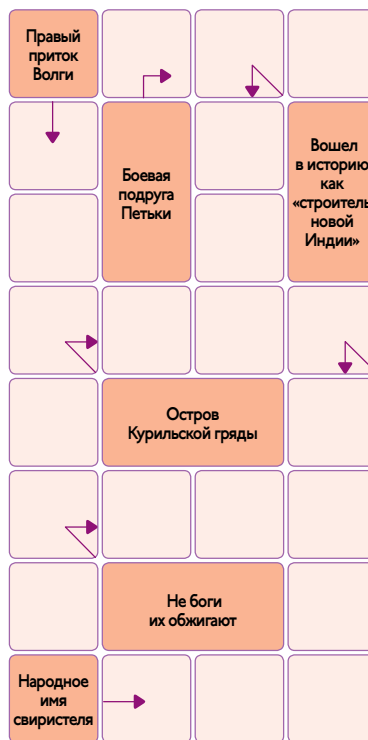 Правый
приток
Волги
Боевая
подруга
Петьки
Вошел
в историю
как
«строитель
новой
Индии»
Остров
Курильской гряды
Не боги
их обжигают
Народное
имя
свиристеля